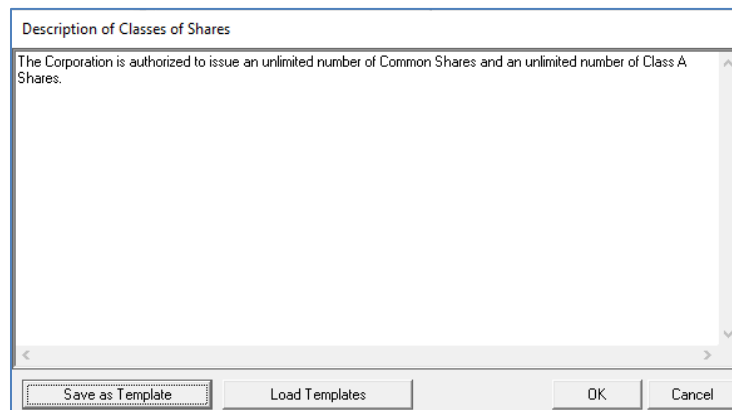 Description of Classes of Shares
The Corporation is authorized to issue an unlimited number of Common Shares and an unlimited number of Class A
Shares.
Save as Template
Load Templates
OK
Cancel